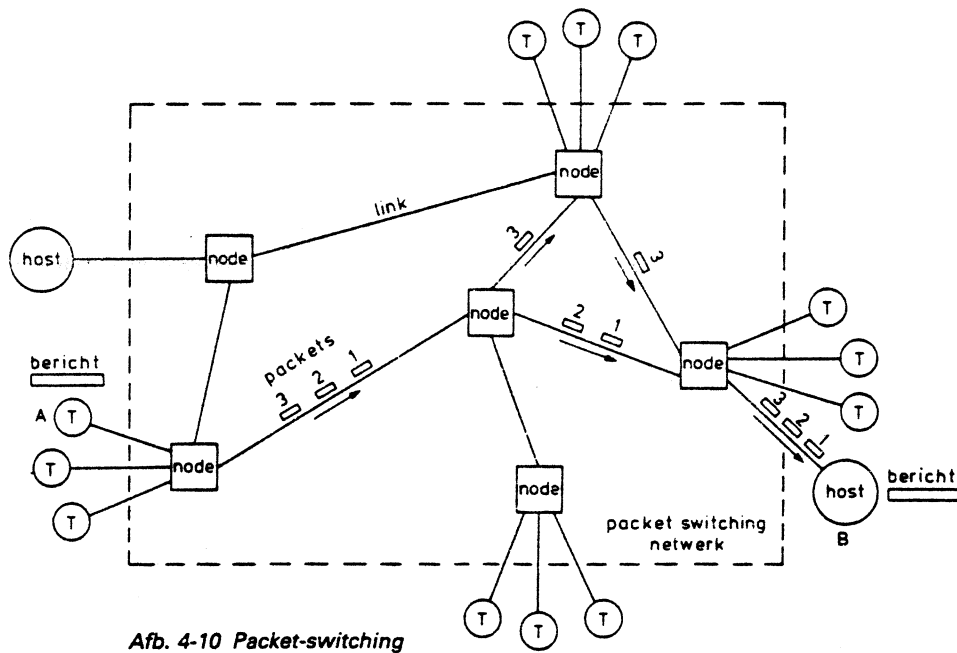 T
T
T
node
link
3
host
node
3
node
2
1
T
bericht
packets
1
2
3
node
T
A
T
T
3
2
1
T
node
T
node
host
bericht
B
packet switching
netwerk
T
T
T
Afb. 4-10 Packet-switching